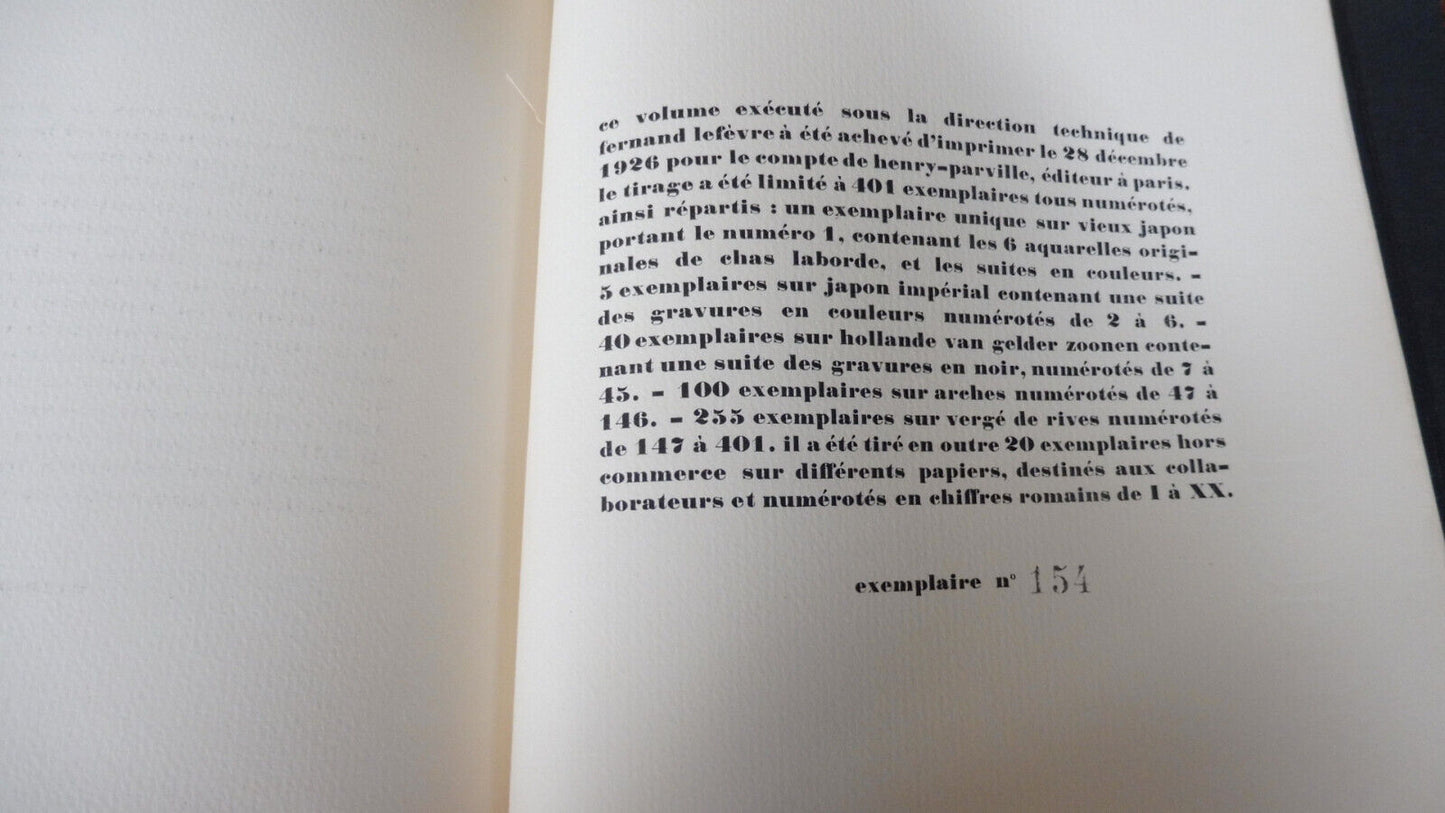 ce volume exécuté sous la direction technique de
fernand lefèvre à été achevé d'imprimer le 28 décembre
1926 pour le compte de henry-parville, éditeur à paris.
le tirage a été limité à 401 exemplaires tous numérotés,
ainsi répartis : un exemplaire unique sur vieux japon
portant le numéro 1, contenant les 6 aquarelles origi-
nales de chas laborde, et les suites en couleurs. -
5 exemplaires sur japon impérial contenant une suite
des gravures en couleurs numérotés de 2 à 6. -
40 exemplaires sur hollande van gelder zoonen conte-
nant une suite des gravures en noir, numérotés de 7 à
45. - 100 exemplaires sur arches numérotés de 47 à
146. - 255 exemplaires sur vergé de rives numérotés
de 147 à 401. il a été tiré en outre 20 exemplaires hors
commerce sur différents papiers, destinés aux colla-
borateurs et numérotés en chiffres romains de I à XX.
exemplaire n° 154